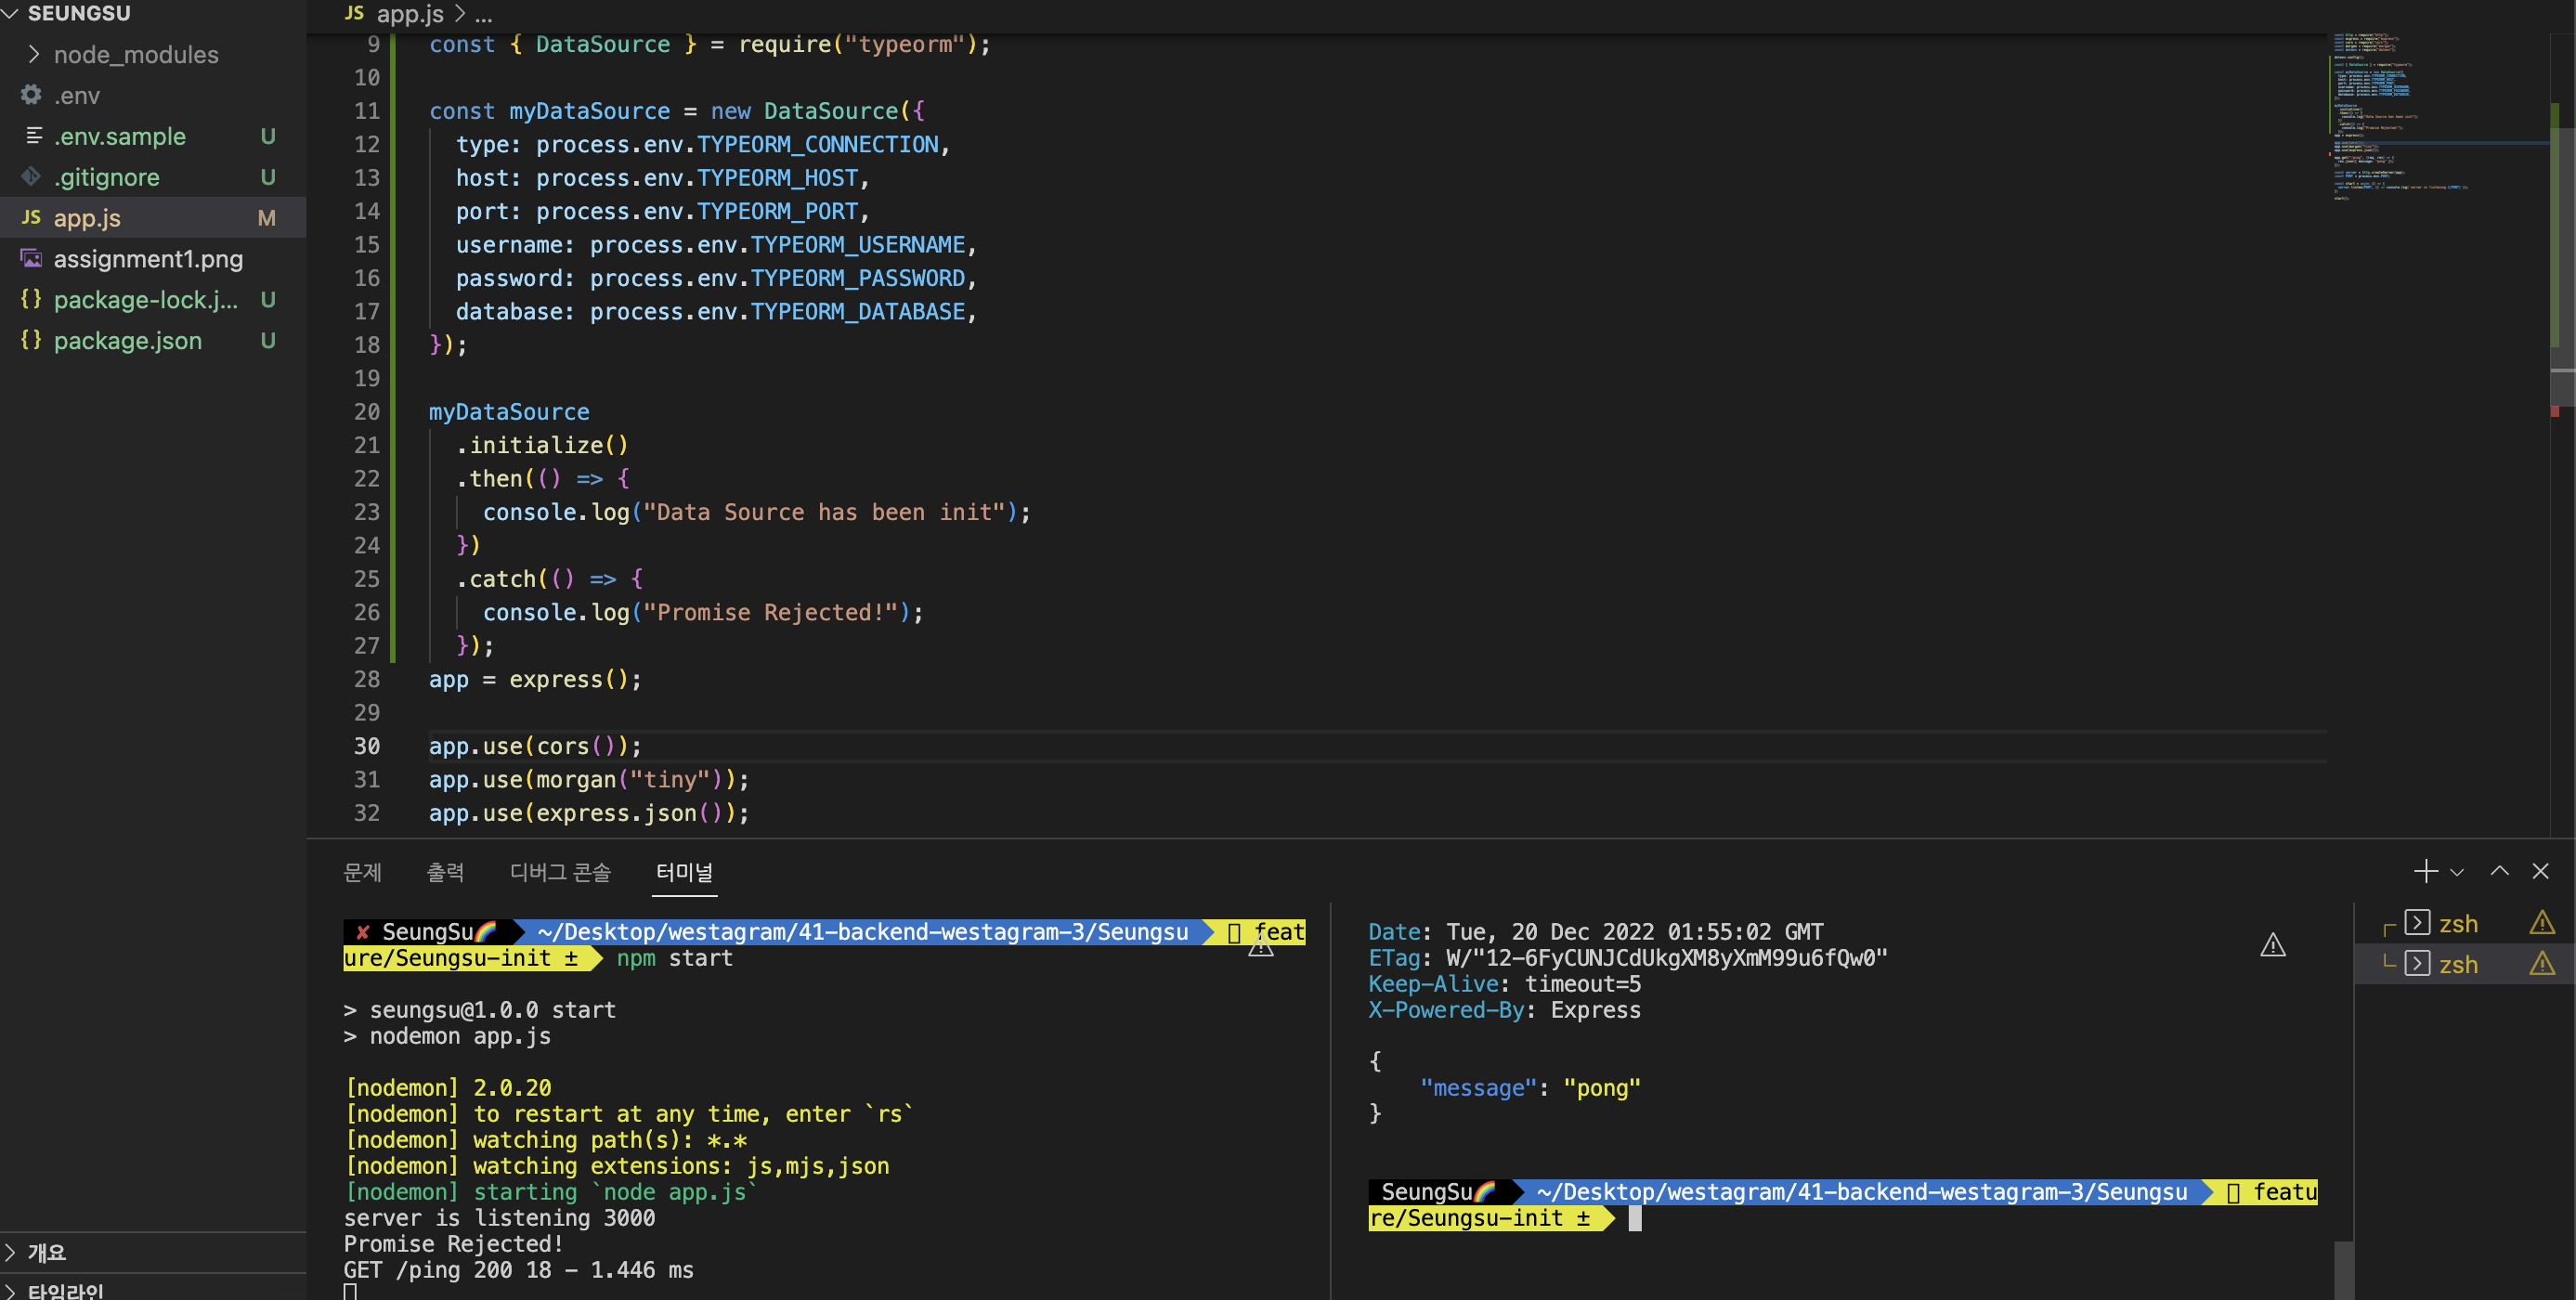 SEUNGSU
node_modules
.env
.env.sample U
.gitignore U
JS app.js M
assignment1.png
{} package-lock.j... U
{} package.json U
개요
타임라인
JS app.js > ...
9 const { DataSource } = require("typeorm");
10
11 const myDataSource = new DataSource({
12 type: process.env.TYPEORM_CONNECTION,
13 host: process.env.TYPEORM_HOST,
14 port: process.env.TYPEORM_PORT,
15 username: process.env.TYPEORM_USERNAME,
16 password: process.env.TYPEORM_PASSWORD,
17 database: process.env.TYPEORM_DATABASE,
18 });
19
20 myDataSource
21 .initialize()
22 .then(() => {
23 console.log("Data Source has been init");
24 })
25 .catch(() => {
26 console.log("Promise Rejected!");
27 });
28 app = express();
29
30 app.use(cors());
31 app.use(morgan("tiny"));
32 app.use(express.json());
문제 출력 디버그 콘솔 터미널
✘ SeungSu🌈 ~/Desktop/westagram/41-backend-westagram-3/Seungsu feat
ure/Seungsu-init ± npm start
> seungsu@1.0.0 start
> nodemon app.js
[nodemon] 2.0.20
[nodemon] to restart at any time, enter `rs`
[nodemon] watching path(s): *.*
[nodemon] watching extensions: js,mjs,json
[nodemon] starting `node app.js`
server is listening 3000
Promise Rejected!
GET /ping 200 18 - 1.446 ms
Date: Tue, 20 Dec 2022 01:55:02 GMT
ETag: W/"12-6FyCUNJCdUkgXM8yXmM99u6fQw0"
Keep-Alive: timeout=5
X-Powered-By: Express
{
"message": "pong"
}
SeungSu🌈 ~/Desktop/westagram/41-backend-westagram-3/Seungsu featu
re/Seungsu-init ±
zsh
zsh